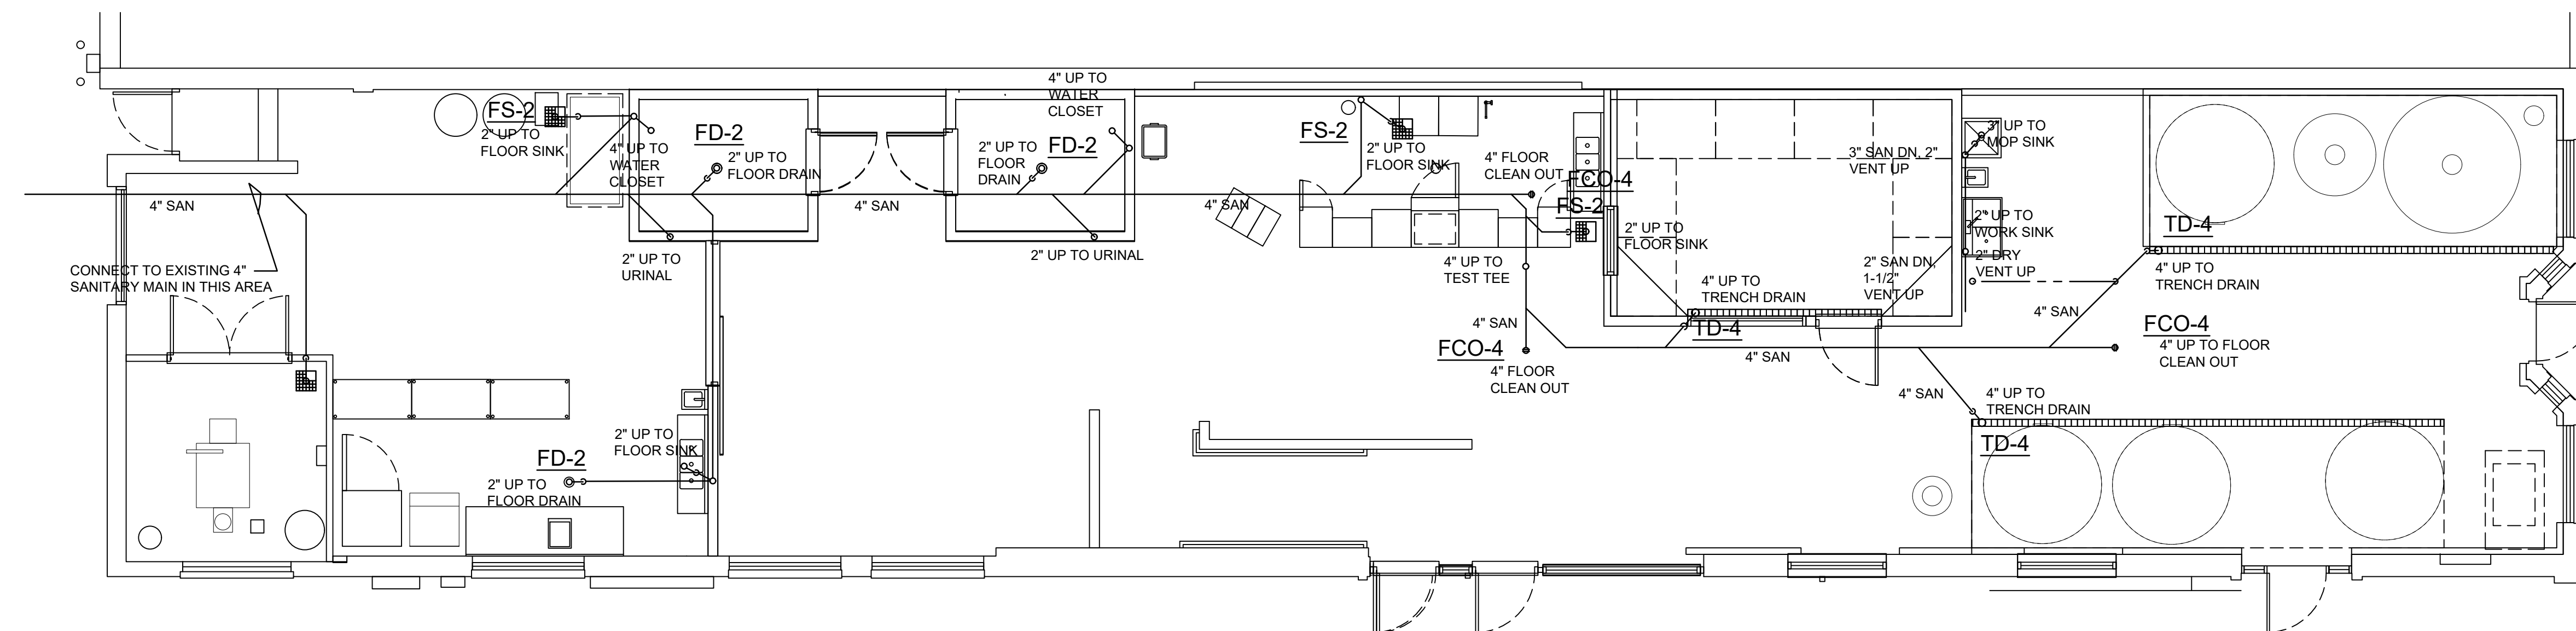 4" UP TO
WATER
CLOSET
FS-2
2" UP TO
FLOOR SINK
4" UP TO
WATER
CLOSET
FD-2
2" UP TO
FLOOR DRAIN
2" UP TO
FLOOR
DRAIN
FD-2
FS-2
2" UP TO
FLOOR SINK
4" FLOOR
CLEAN OUT
FCO-4
FS-2
3" SAN DN, 2"
VENT UP
3" UP TO
MOP SINK
4" SAN
4" SAN
4" SAN
2" UP TO
FLOOR SINK
2" UP TO
WORK SINK
TD-4
CONNECT TO EXISTING 4"
SANITARY MAIN IN THIS AREA
2" UP TO
URINAL
2" UP TO URINAL
4" UP TO
TEST TEE
4" UP TO
TRENCH DRAIN
2" SAN DN,
1-1/2"
VENT UP
2" DRY
VENT UP
4" UP TO
TRENCH DRAIN
4" SAN
TD-4
4" SAN
FCO-4
4" UP TO FLOOR
CLEAN OUT
FCO-4
4" FLOOR
CLEAN OUT
4" SAN
4" SAN
4" UP TO
TRENCH DRAIN
TD-4
2" UP TO
FLOOR SINK
FD-2
2" UP TO
FLOOR DRAIN